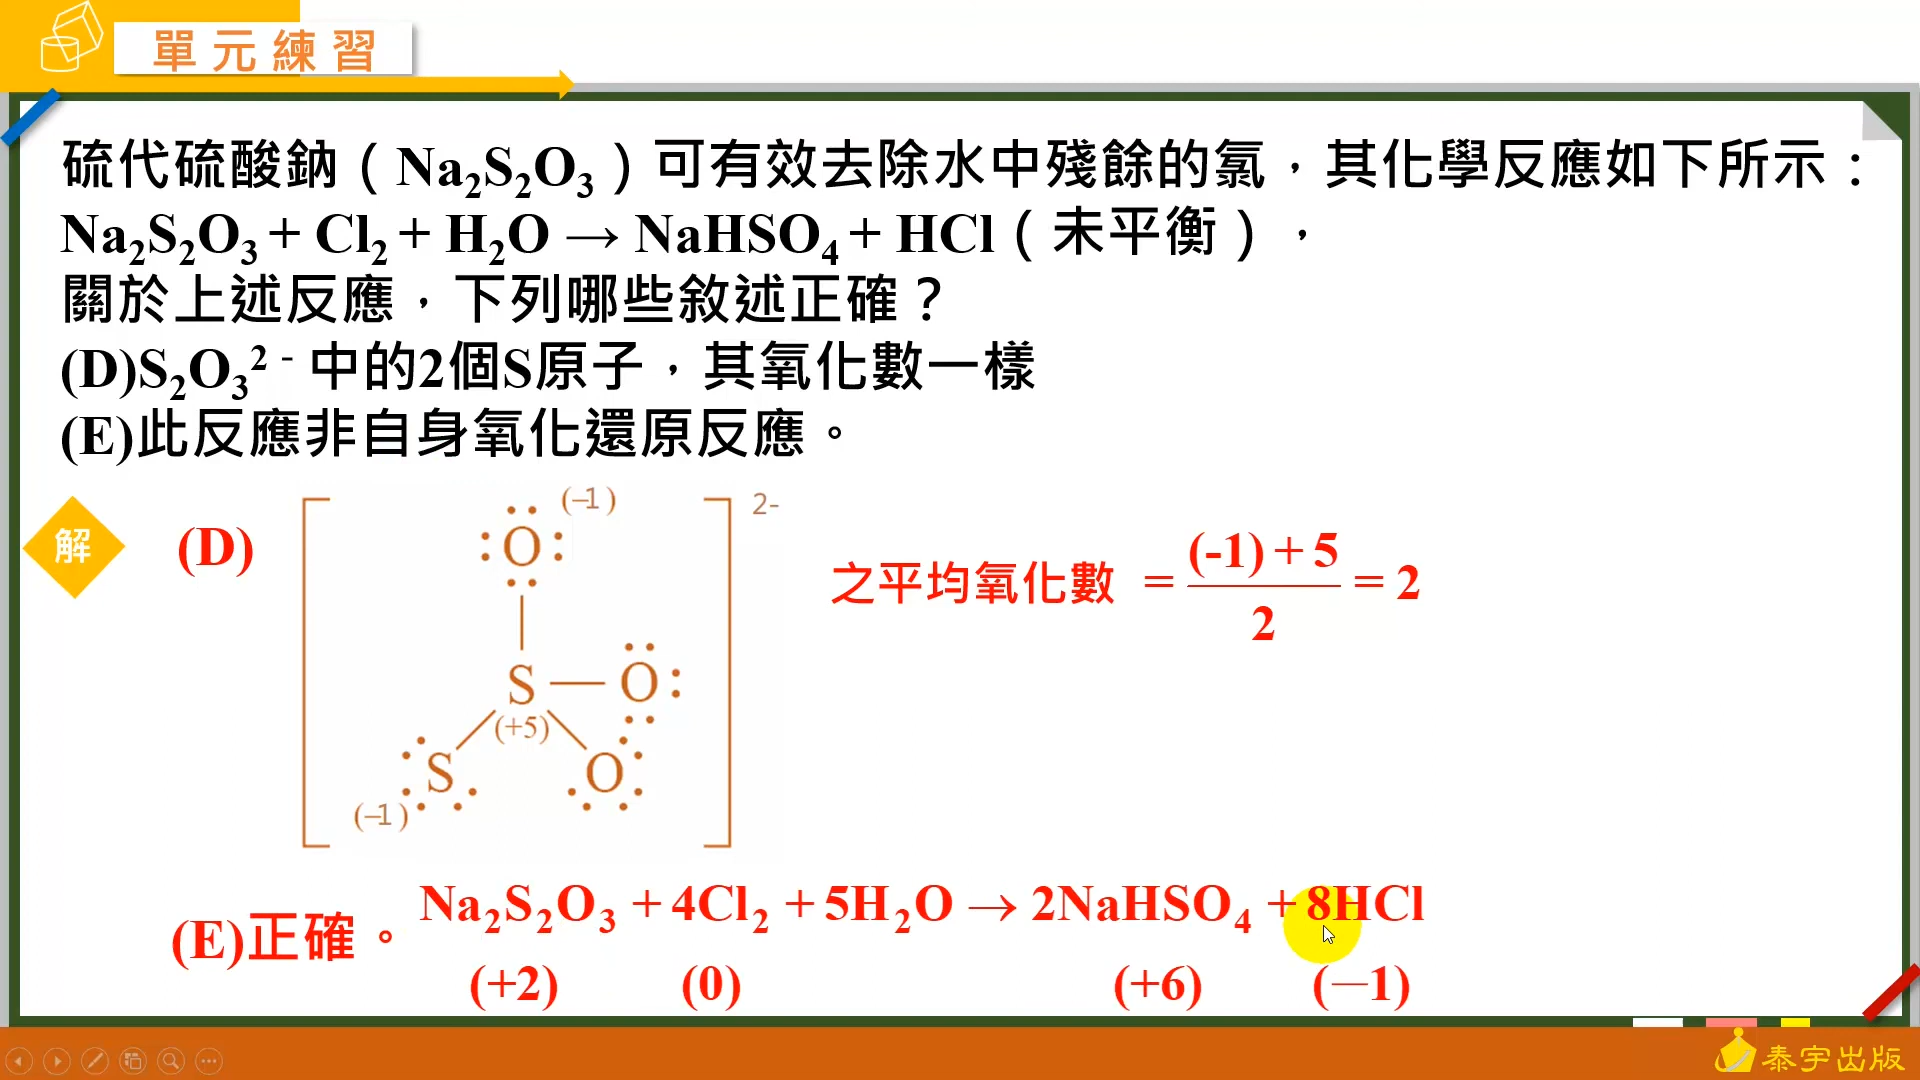 單元練習
硫代硫酸鈉（Na₂S₂O₃）可有效去除水中殘餘的氯，其化學反應如下所示：
Na₂S₂O₃ + Cl₂ + H₂O → NaHSO₄ + HCl（未平衡），
關於上述反應，下列哪些敘述正確？
(D)S₂O₃²⁻中的2個S原子，其氧化數一樣
(E)此反應非自身氧化還原反應。
解
(D)
(–1)
2-
O
S
O
(+5)
S
O
(–1)
之平均氧化數 = (-1) + 5 / 2 = 2
(E)正確。
Na₂S₂O₃ + 4Cl₂ + 5H₂O → 2NaHSO₄ + 8HCl
(+2) (0) (+6) (－1)
泰宇出版